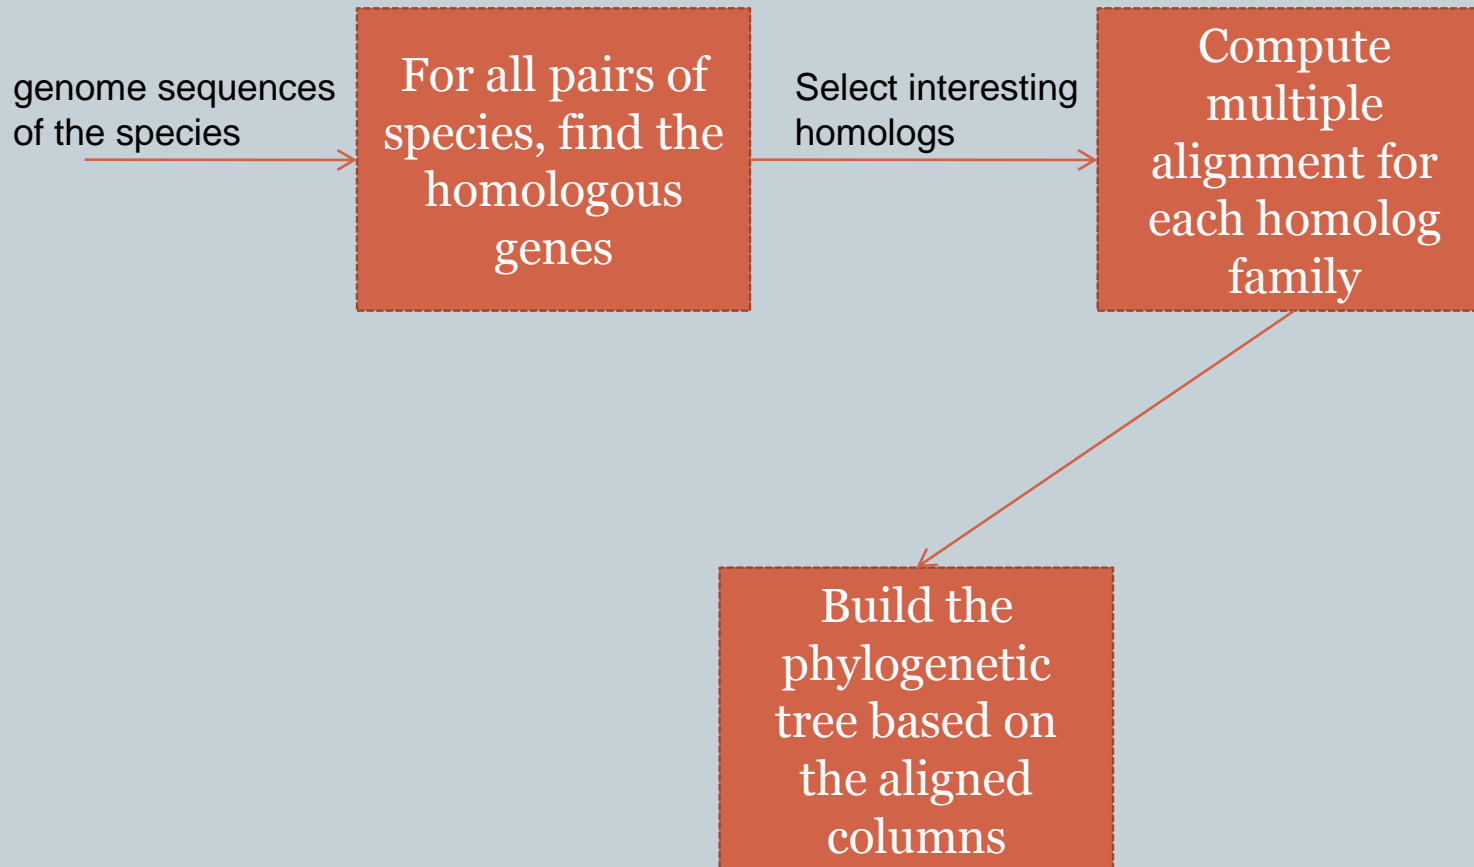 genome sequences
of the species
For all pairs of
species, find the
homologous
genes
Select interesting
homologs
Compute
multiple
alignment for
each homolog
family
Build the
phylogenetic
tree based on
the aligned
columns